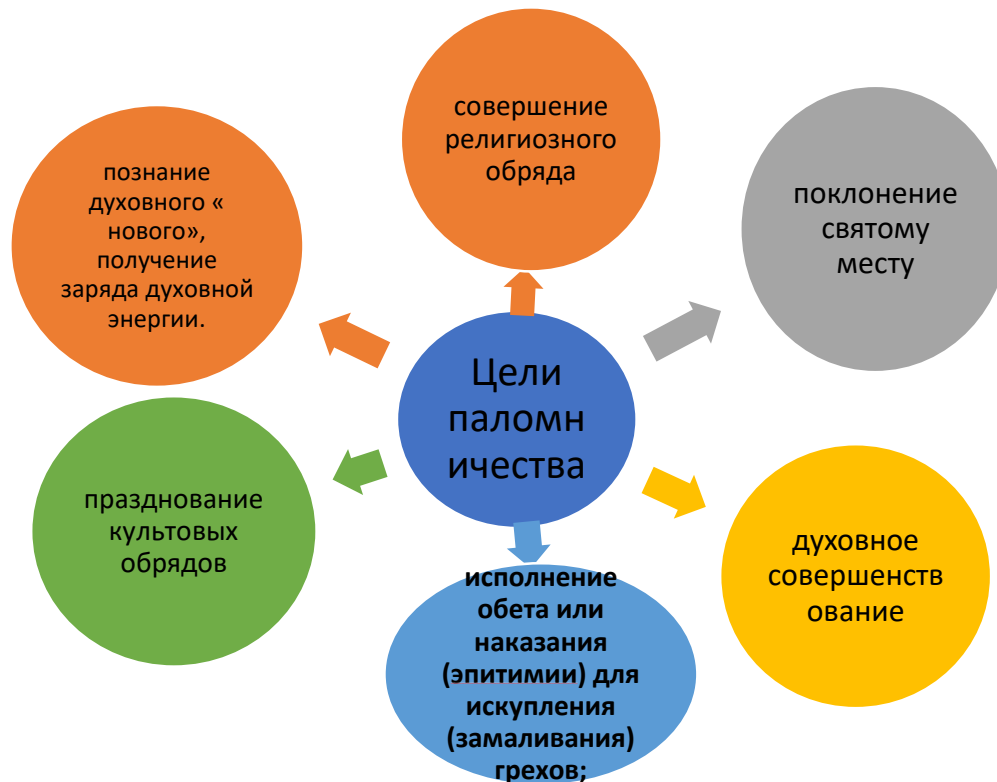 совершение
религиозного
обряда
поклонение
святому
месту
духовное
совершенств
ование
исполнение
обета или
наказания
(эпитимии) для
искупления
(замаливания)
грехов;
празднование
культовых
обрядов
познание
духовного «
нового»,
получение
заряда духовной
энергии.
Цели
паломн
ичества